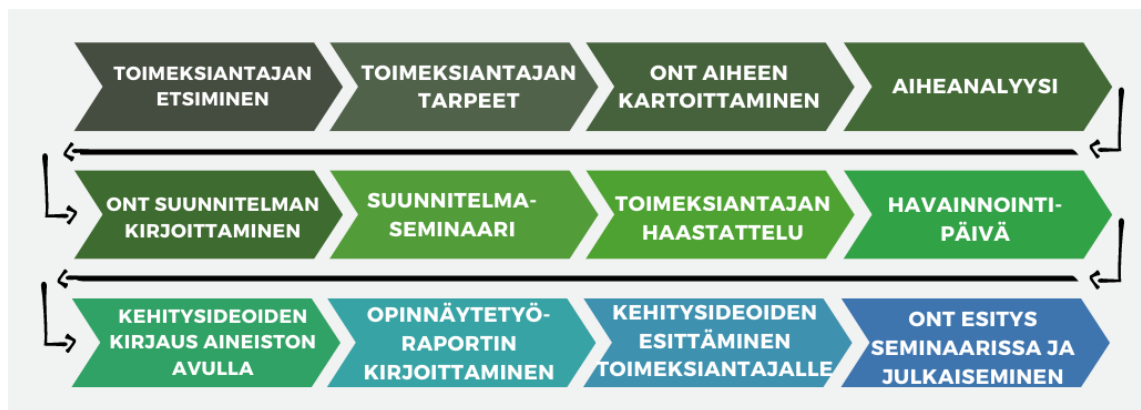 TOIMEKSIANTAJAN
ETSIMINEN
TOIMEKSIANTAJAN
TARPEET
ONT AIHEEN
KARTOITTAMINEN
AIHEANALYYSI
ONT SUUNNITELMAN
KIRJOITTAMINEN
SUUNNITELMA-
SEMINAARI
TOIMEKSIANTAJAN
HAASTATTELU
HAVAINNOINTI-
PÄIVÄ
KEHITYSIDEOIDEN
KIRJAUS AINEISTON
AVULLA
OPINNÄYTETYÖ-
RAPORTIN
KIRJOITTAMINEN
KEHITYSIDEOIDEN
ESITTÄMINEN
TOIMEKSIANTAJALLE
ONT ESITYS
SEMINAARISSA JA
JULKAISEMINEN